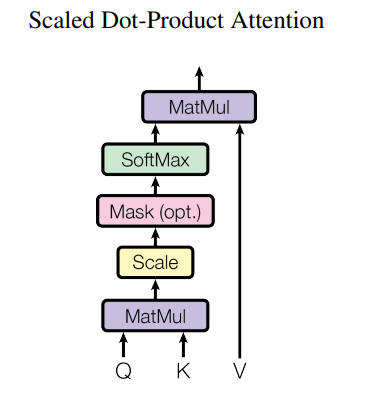 Scaled Dot-Product Attention
MatMul
SoftMax
Mask (opt.)
Scale
MatMul
Q K V